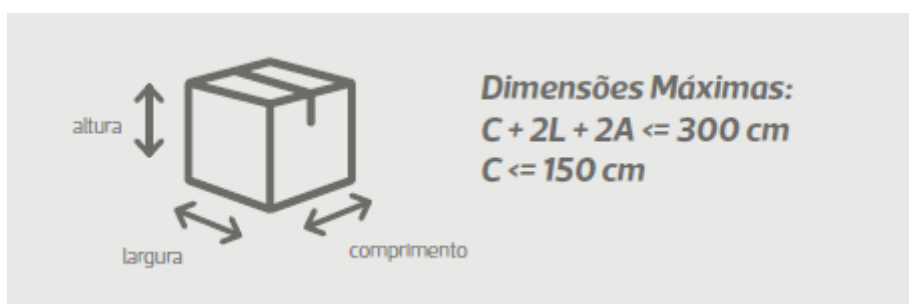 altura
largura
comprimento
Dimensões Máximas:
C + 2L + 2A <= 300 cm
C <= 150 cm